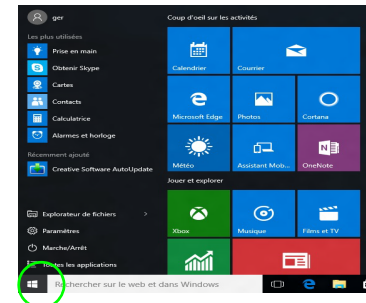 ger
Les plus utilisées
Prise en main
Obtenir Skype
Cartes
Contacts
Calculatrice
Alarmes et horloge
Récemment ajouté
Creative Software AutoUpdate
Explorateur de fichiers
Paramètres
Marche/Arrêt
Toutes les applications
Rechercher sur le web et dans Windows
Coup d'oeil sur les activités
Calendrier
Courrier
Microsoft Edge
Photos
Cortana
Météo
Assistant Mob...
OneNote
Jouer et explorer
Xbox
Musique
Films et TV